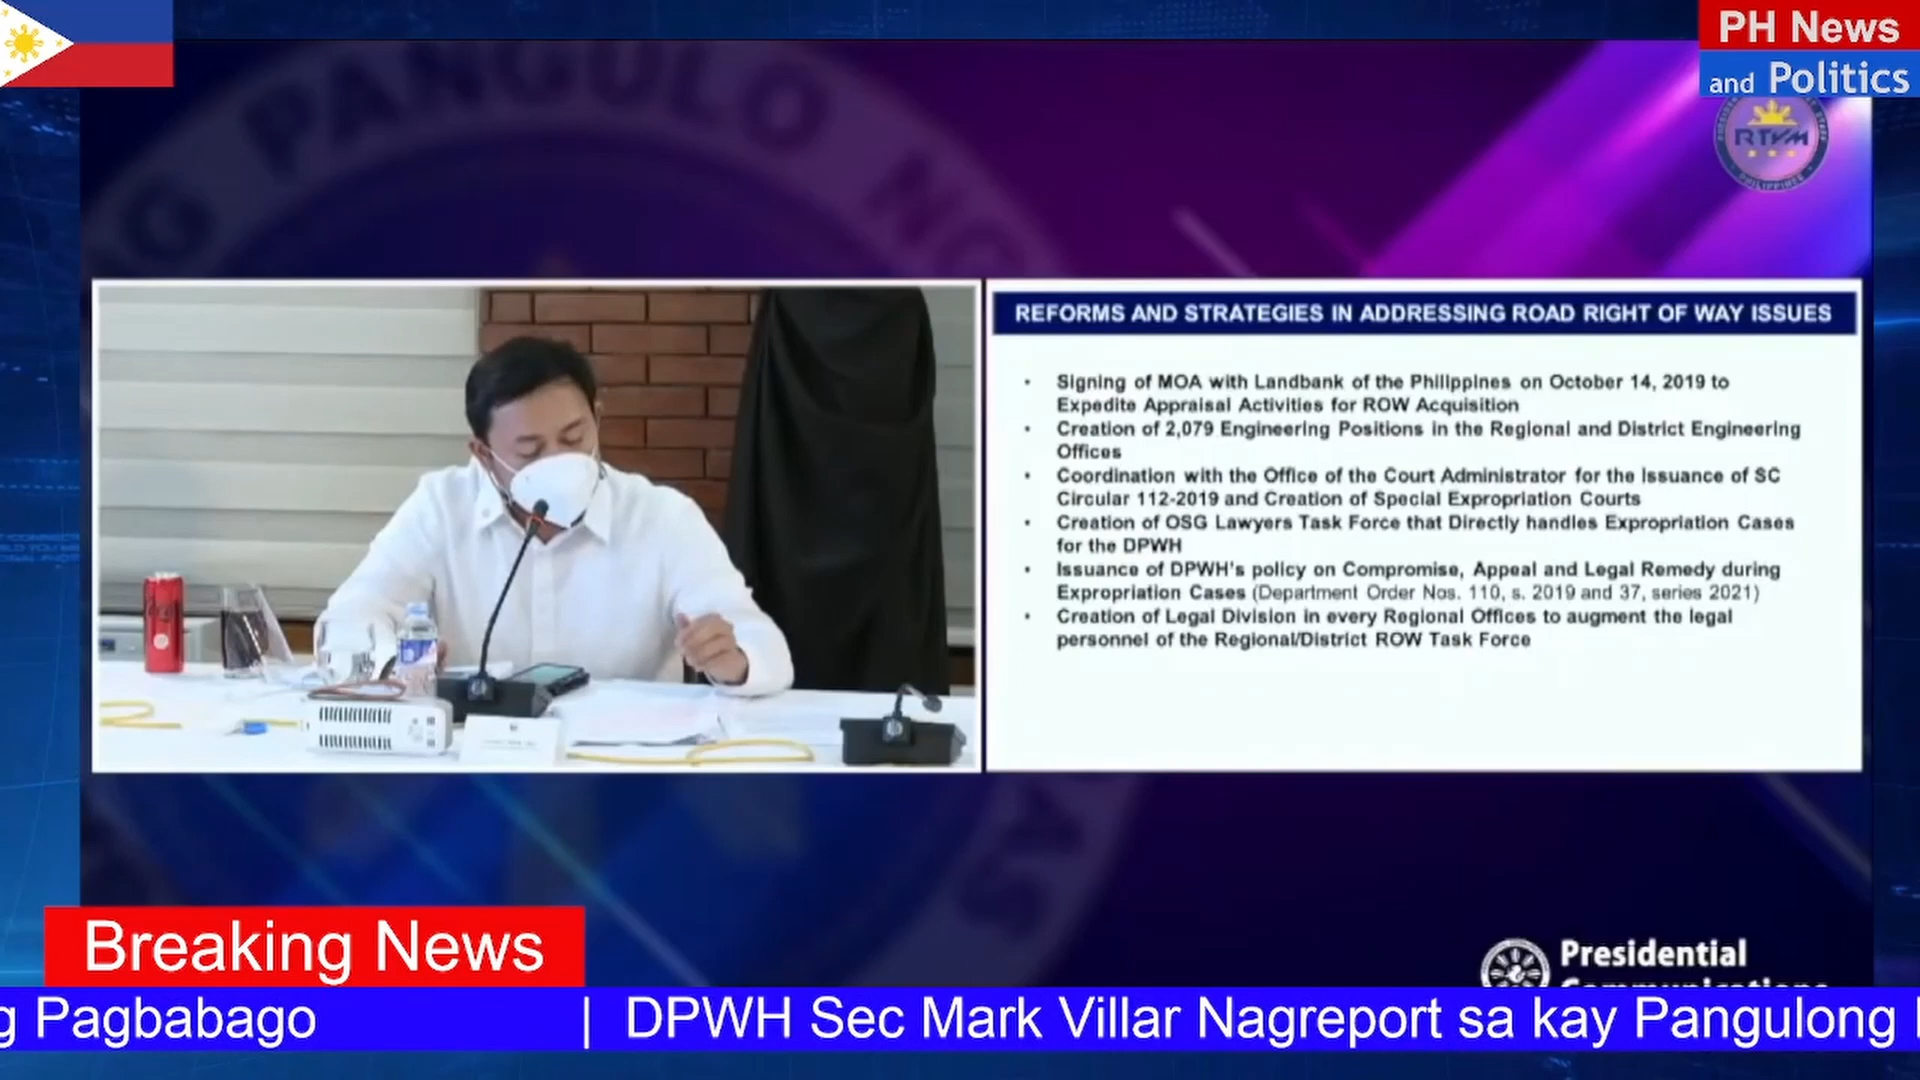 PH News
and Politics
PANGULO NG
RTVM
PHILIPPINES
REFORMS AND STRATEGIES IN ADDRESSING ROAD RIGHT OF WAY ISSUES
• Signing of MOA with Landbank of the Philippines on October 14, 2019 to
Expedite Appraisal Activities for ROW Acquisition
• Creation of 2,079 Engineering Positions in the Regional and District Engineering
Offices
• Coordination with the Office of the Court Administrator for the Issuance of SC
Circular 112-2019 and Creation of Special Expropriation Courts
• Creation of OSG Lawyers Task Force that Directly handles Expropriation Cases
for the DPWH
• Issuance of DPWH's policy on Compromise, Appeal and Legal Remedy during
Expropriation Cases (Department Order Nos. 110, s. 2019 and 37, series 2021)
• Creation of Legal Division in every Regional Offices to augment the legal
personnel of the Regional/District ROW Task Force
Presidential
Communications
Breaking News
g Pagbabago | DPWH Sec Mark Villar Nagreport sa kay Pangulong